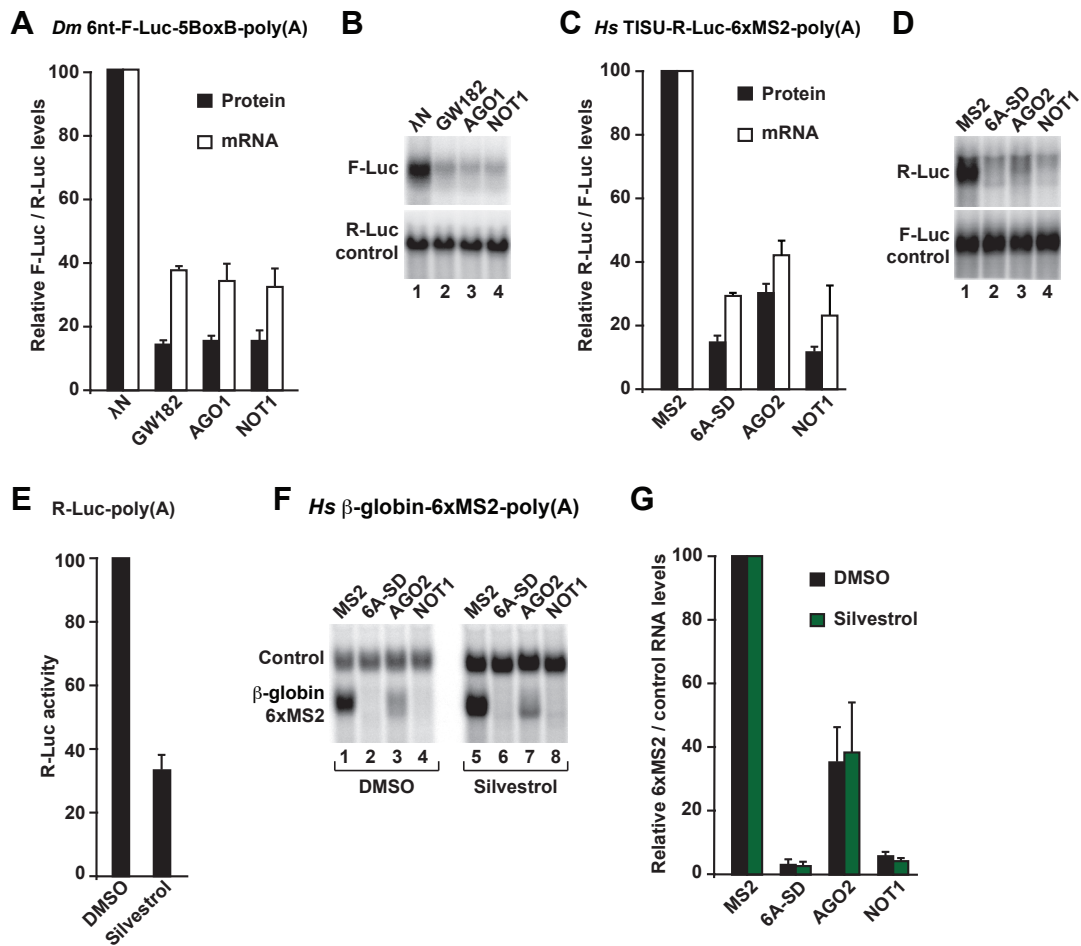 A Dm 6nt-F-Luc-5BoxB-poly(A)
Relative F-Luc / R-Luc levels
100
80
60
40
20
0
Protein
mRNA
λN
GW182
AGO1
NOT1
B
λN
GW182
AGO1
NOT1
F-Luc
R-Luc
control
1 2 3 4
C Hs TISU-R-Luc-6xMS2-poly(A)
Relative R-Luc / F-Luc levels
100
80
60
40
20
0
Protein
mRNA
MS2
6A-SD
AGO2
NOT1
D
MS2
6A-SD
AGO2
NOT1
R-Luc
F-Luc
control
1 2 3 4
E R-Luc-poly(A)
R-Luc activity
100
80
60
40
20
0
DMSO
Silvestrol
F Hs β-globin-6xMS2-poly(A)
MS2
6A-SD
AGO2
NOT1
MS2
6A-SD
AGO2
NOT1
Control
β-globin
6xMS2
1 2 3 4 5 6 7 8
DMSO Silvestrol
G
Relative 6xMS2 / control RNA levels
100
80
60
40
20
0
DMSO
Silvestrol
MS2
6A-SD
AGO2
NOT1